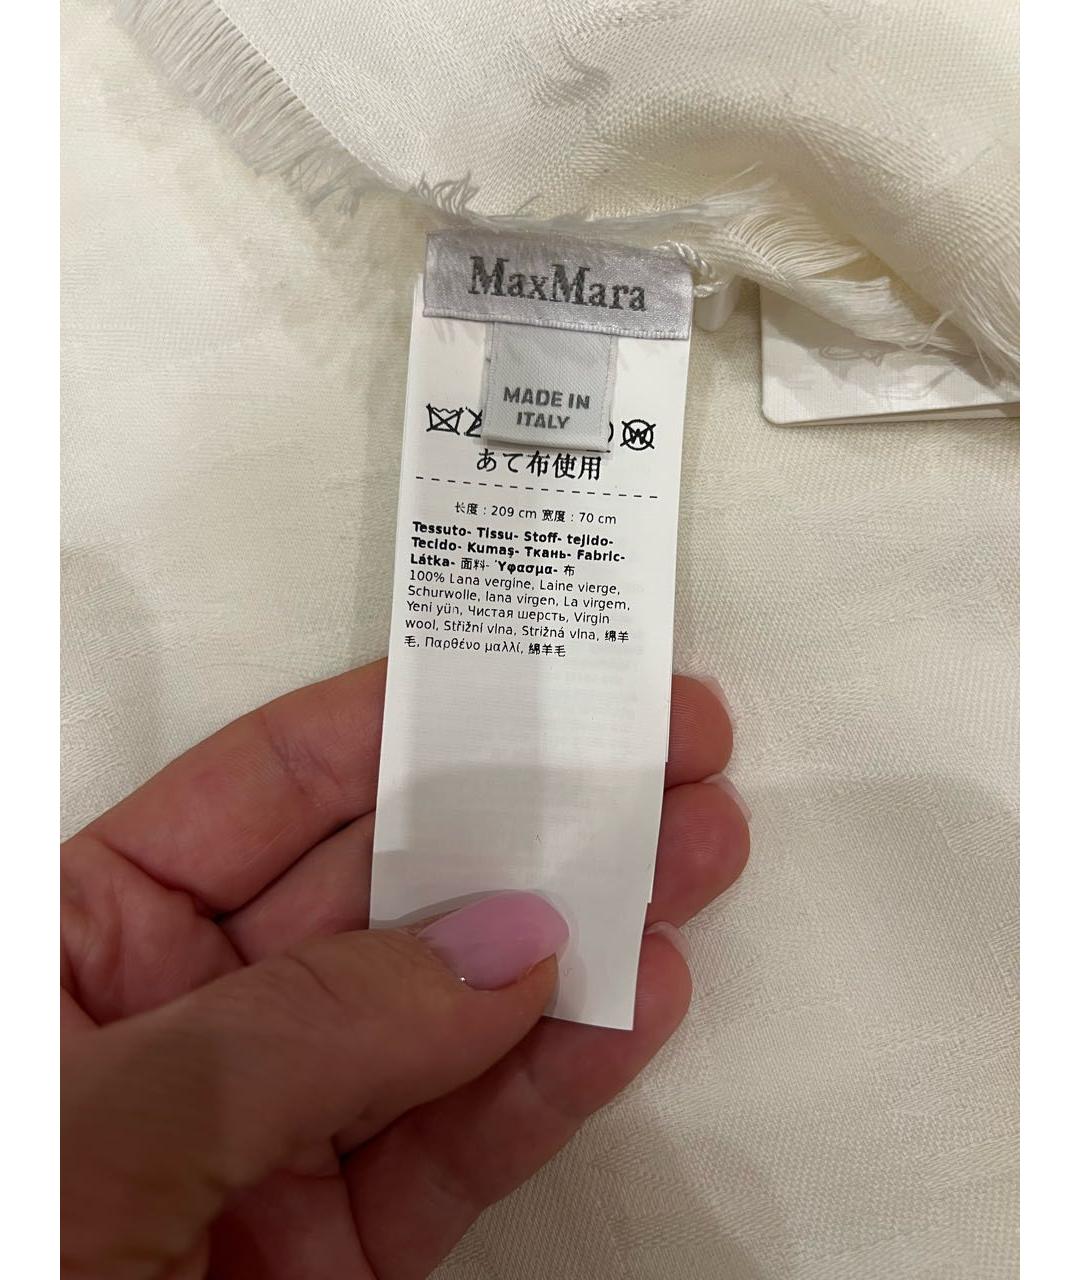 MaxMara
MADE IN
ITALY
あて布使用
长度 : 209 cm 宽度 : 70 cm
Tessuto- Tissu- Stoff- tejido-
Tecido- Kumaş- Ткань- Fabric-
Látka- 面料- Ύφασμα- 布
100% Lana vergine, Laine vierge,
Schurwolle, lana virgen, La virgem,
Yeni yün, Чистая шерсть, Virgin
wool, Střižní vlna, Strižná vlna, 绵羊
毛, Παρθένο μαλλί, 綿羊毛